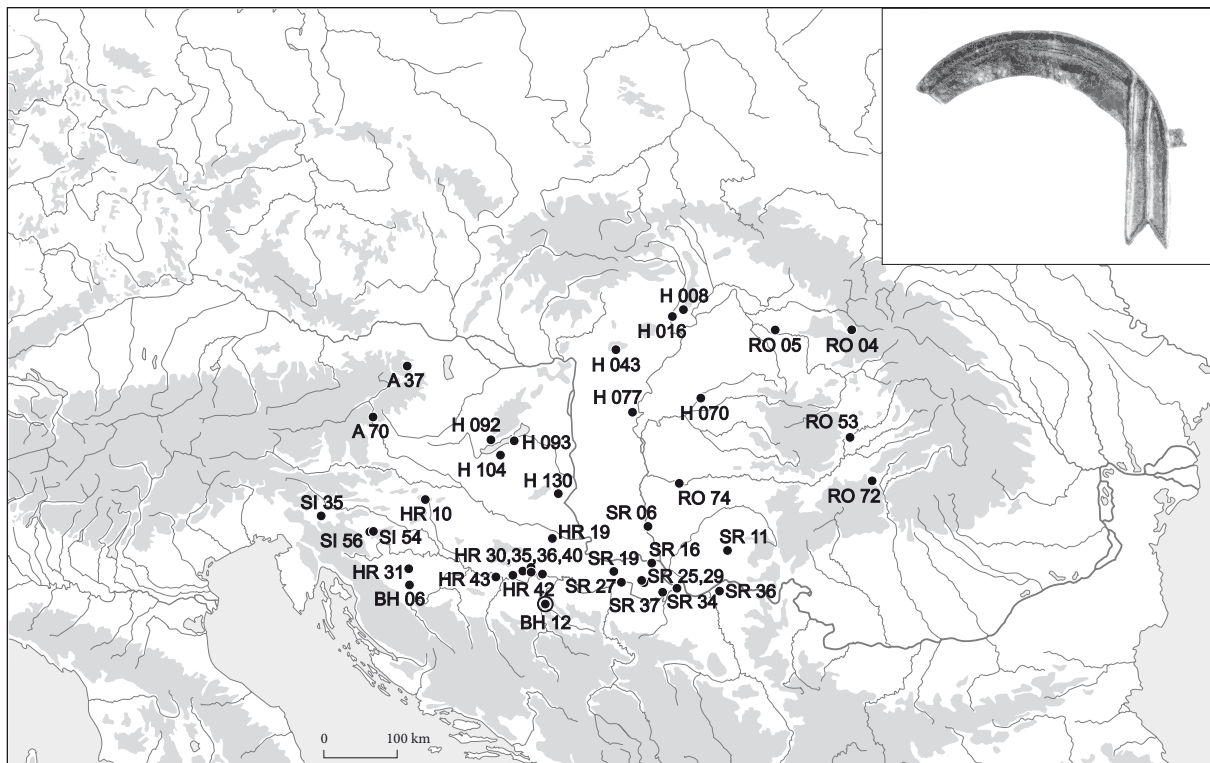 H 008
H 016
RO 05
RO 04
H 043
A 37
H 077
H 070
A 70
H 092
H 093
RO 53
H 104
H 130
RO 74
RO 72
SI 35
HR 10
SR 06
SI 56
SI 54
HR 19
SR 11
HR 30,35,36,40
SR 16
SR 19
HR 31
HR 43
HR 42
SR 27
SR 25,29
BH 06
SR 37
SR 34
SR 36
BH 12
0
100 km